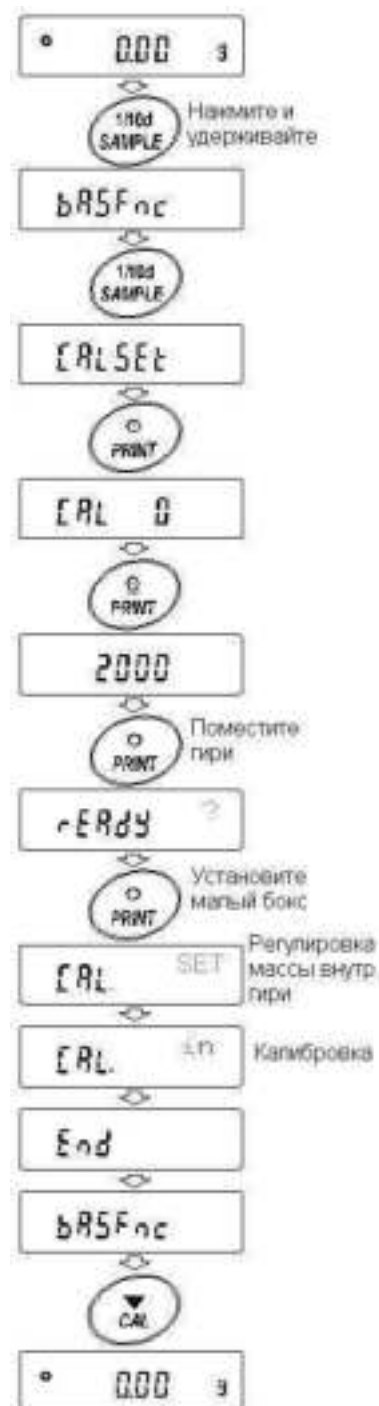 0.00 g
1/10d
SAMPLE
Нажмите и
удерживайте
bASFnc
1/10d
SAMPLE
CALSEt
PRINT
CAL 0
PRINT
2000
PRINT
Поместите
гири
rEAdy
PRINT
Установите
малый бокс
CAL. SET
Регулировка
массы внутр.
гири
CAL. in
Калибровка
End
bASFnc
CAL
0.00 g